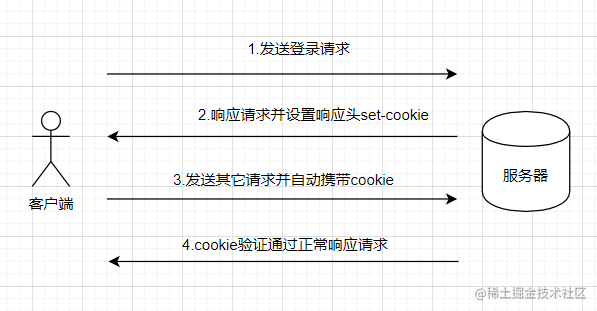 1.发送登录请求
2.响应请求并设置响应头set-cookie
3.发送其它请求并自动携带cookie
服务器
客户端
4.cookie验证通过正常响应请求
@稀土掘金技术社区